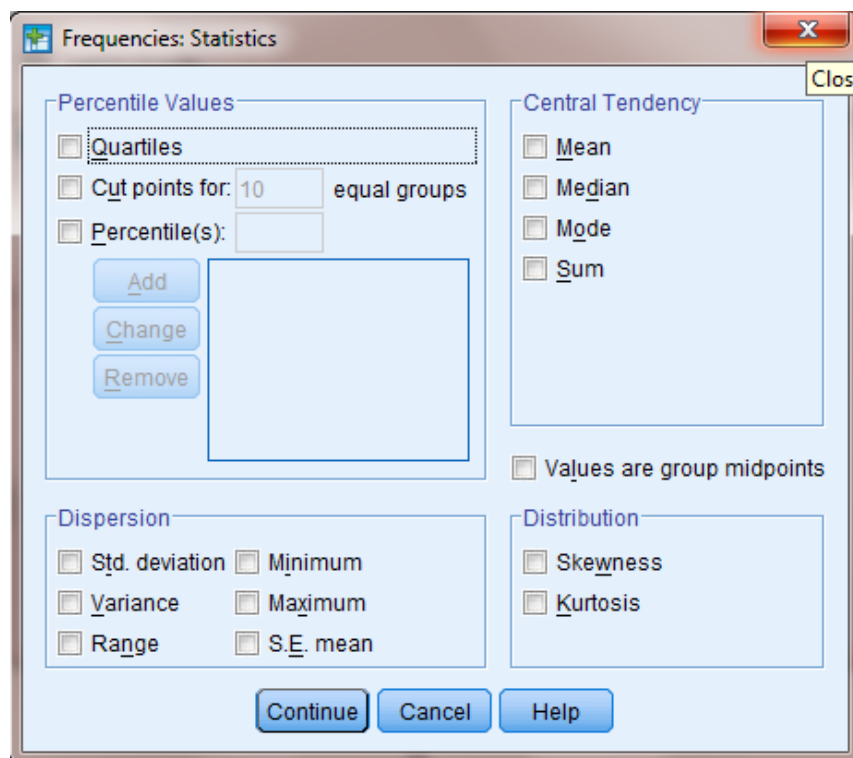 Frequencies: Statistics
Clos
Percentile Values
Quartiles
Cut points for: 10 equal groups
Percentile(s):
Add
Change
Remove
Central Tendency
Mean
Median
Mode
Sum
Values are group midpoints
Dispersion
Std. deviation Minimum
Variance Maximum
Range S.E. mean
Distribution
Skewness
Kurtosis
Continue Cancel Help